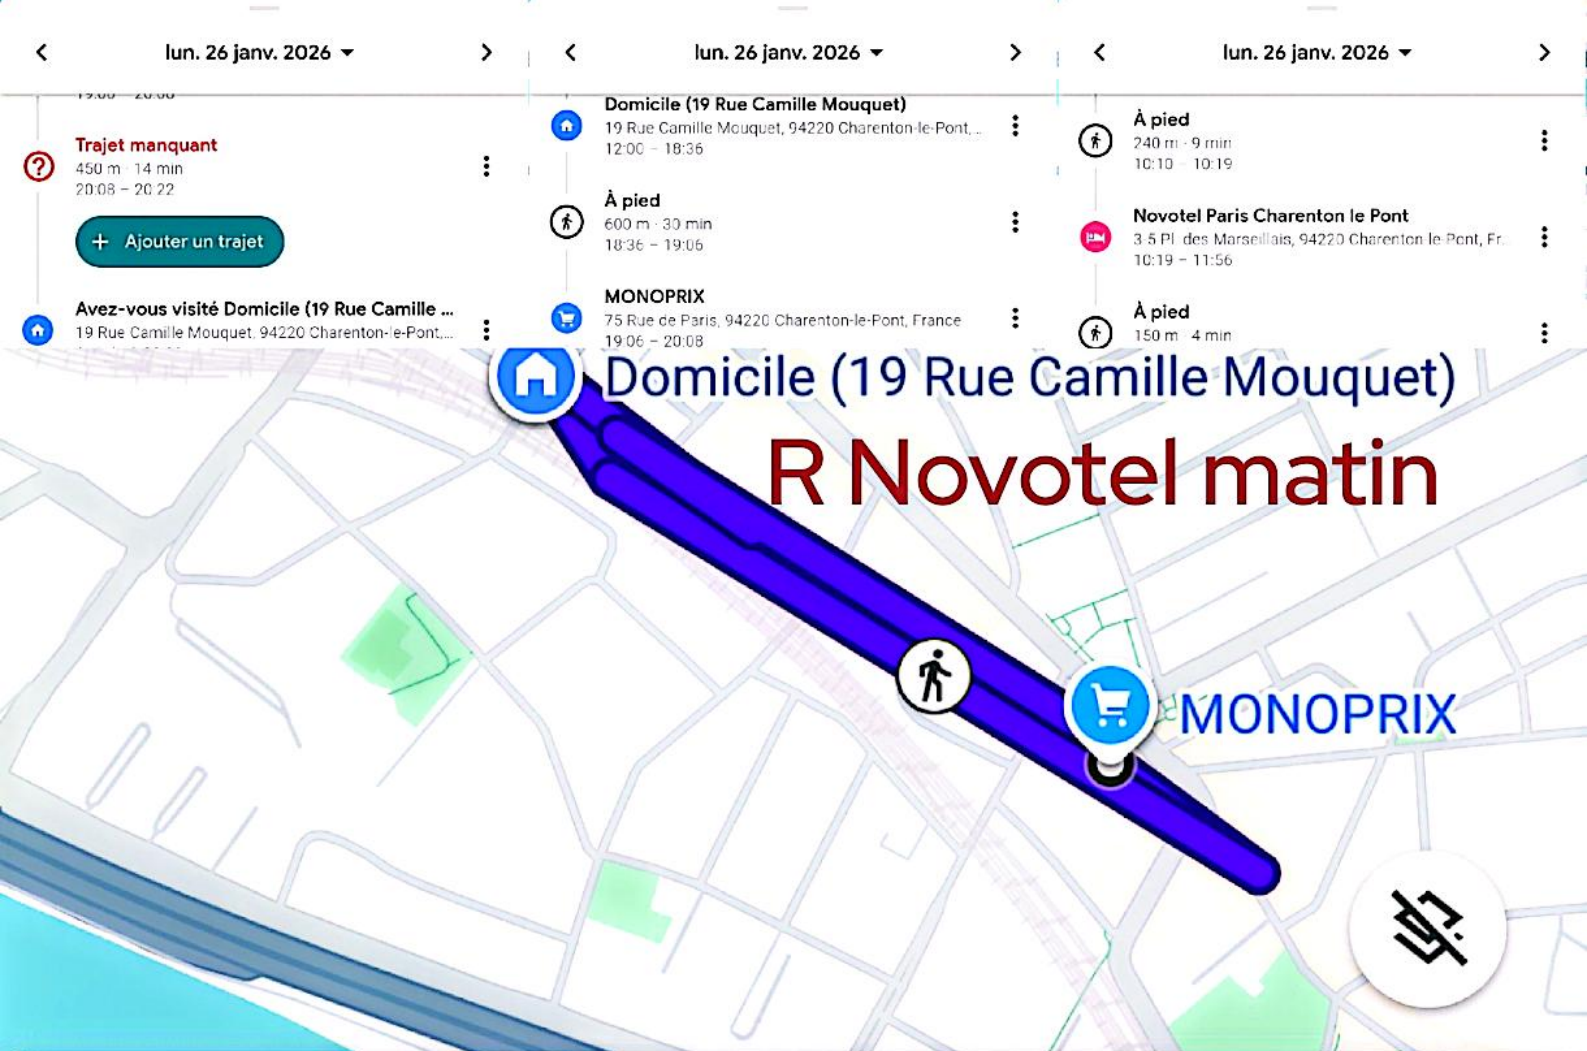 lun. 26 janv. 2026
Trajet manquant
450 m · 14 min
20:08 – 20:22
+ Ajouter un trajet
Avez-vous visité Domicile (19 Rue Camille ...
19 Rue Camille Mouquet, 94220 Charenton-le-Pont,...
lun. 26 janv. 2026
Domicile (19 Rue Camille Mouquet)
19 Rue Camille Mouquet, 94220 Charenton-le-Pont, ..
12:00 – 18:36
À pied
600 m · 30 min
18:36 – 19:06
MONOPRIX
75 Rue de Paris, 94220 Charenton-le-Pont, France
19:06 – 20:08
lun. 26 janv. 2026
À pied
240 m · 9 min
10:10 – 10:19
Novotel Paris Charenton le Pont
3-5 Pl. des Marseillais, 94220 Charenton-le-Pont, Fr..
10:19 – 11:56
À pied
150 m · 4 min
Domicile (19 Rue Camille Mouquet)
R Novotel matin
MONOPRIX